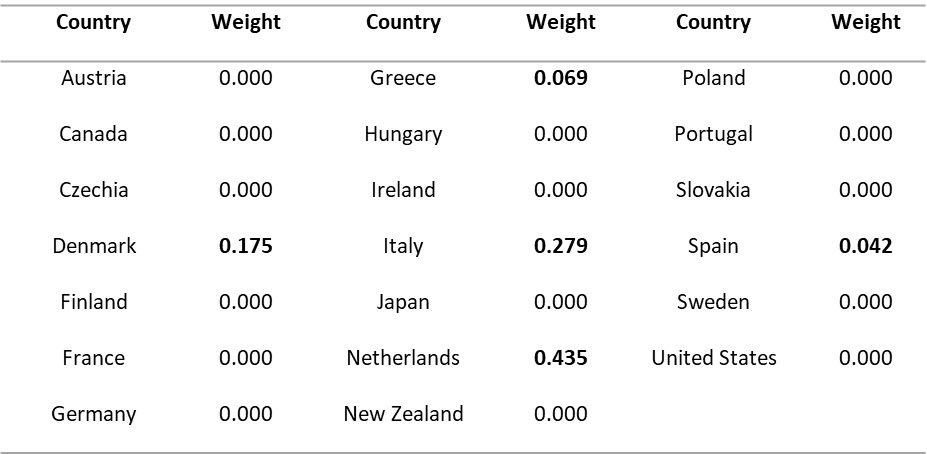 Country Weight Country Weight Country Weight
Austria 0.000 Greece 0.069 Poland 0.000
Canada 0.000 Hungary 0.000 Portugal 0.000
Czechia 0.000 Ireland 0.000 Slovakia 0.000
Denmark 0.175 Italy 0.279 Spain 0.042
Finland 0.000 Japan 0.000 Sweden 0.000
France 0.000 Netherlands 0.435 United States 0.000
Germany 0.000 New Zealand 0.000